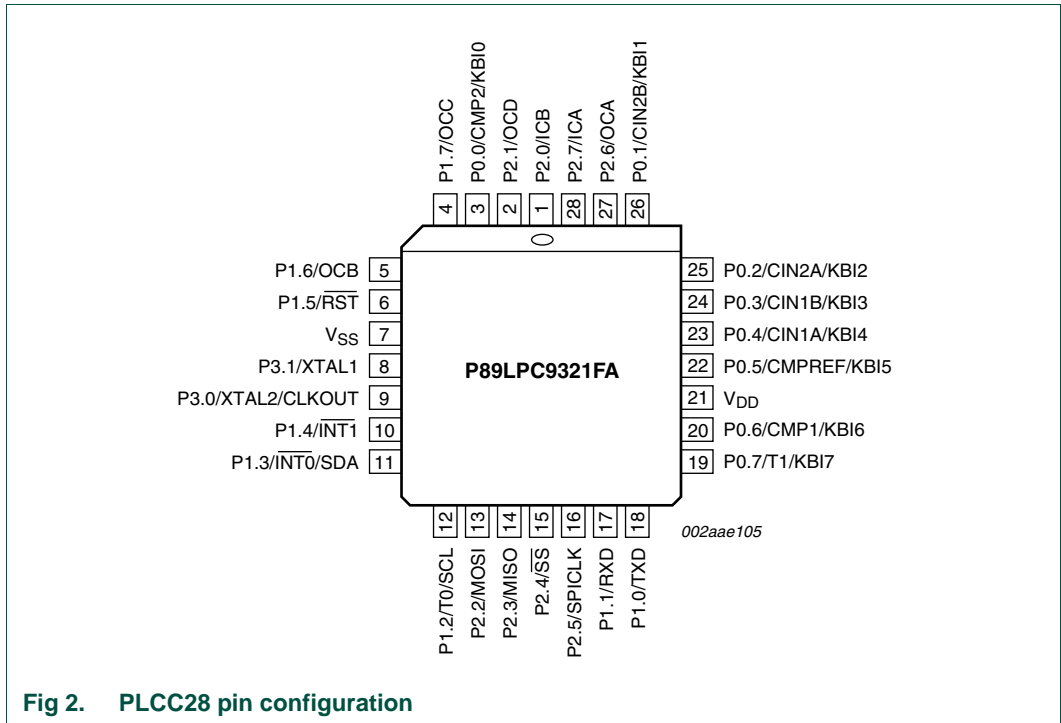 P1.7/OCC
P0.0/CMP2/KBI0
P2.1/OCD
P2.0/ICB
P2.7/ICA
P2.6/OCA
P0.1/CIN2B/KBI1
4
3
2
1
28
27
26
P1.6/OCB 5
P1.5/RST 6
VSS 7
P3.1/XTAL1 8
P3.0/XTAL2/CLKOUT 9
P1.4/INT1 10
P1.3/INT0/SDA 11
P89LPC9321FA
25 P0.2/CIN2A/KBI2
24 P0.3/CIN1B/KBI3
23 P0.4/CIN1A/KBI4
22 P0.5/CMPREF/KBI5
21 VDD
20 P0.6/CMP1/KBI6
19 P0.7/T1/KBI7
12
13
14
15
16
17
18
P1.2/T0/SCL
P2.2/MOSI
P2.3/MISO
P2.4/SS
P2.5/SPICLK
P1.1/RXD
P1.0/TXD
002aae105
Fig 2. PLCC28 pin configuration